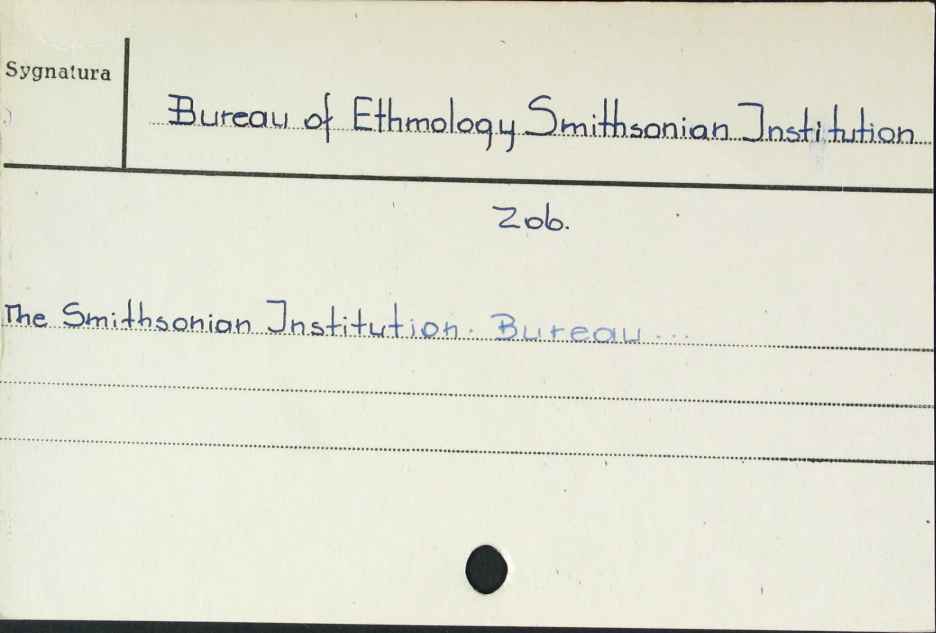 Sygnatura
Bureau of Ethmology Smithsonian Institution
Zob.
The Smithsonian Institution. Bureau...